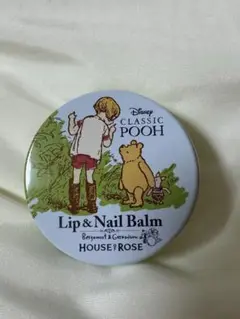 Disney
CLASSIC
POOH
Lip & Nail Balm
Bergamot & Geranium
HOUSE OF ROSE